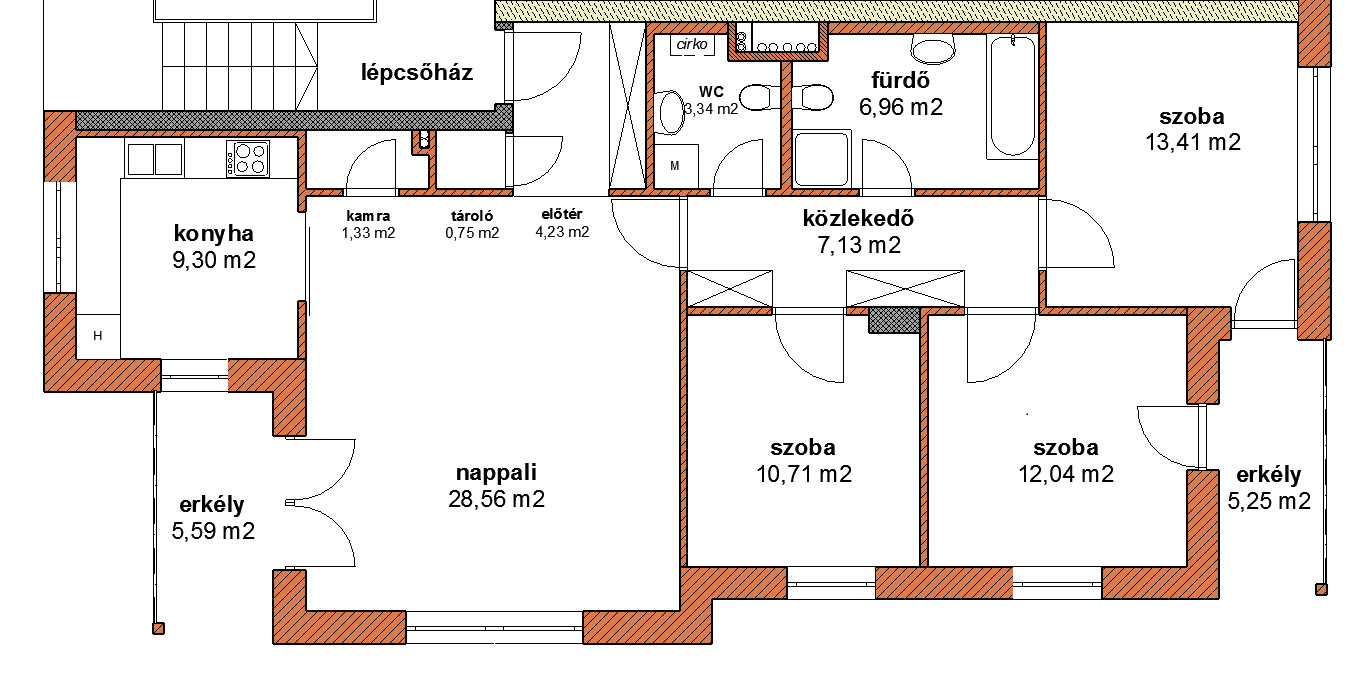 cirko
lépcsőház
WC
3,34 m2
fürdő
6,96 m2
szoba
13,41 m2
M
kamra
1,33 m2
tároló
0,75 m2
előtér
4,23 m2
közlekedő
7,13 m2
konyha
9,30 m2
H
szoba
10,71 m2
szoba
12,04 m2
nappali
28,56 m2
erkély
5,59 m2
erkély
5,25 m2